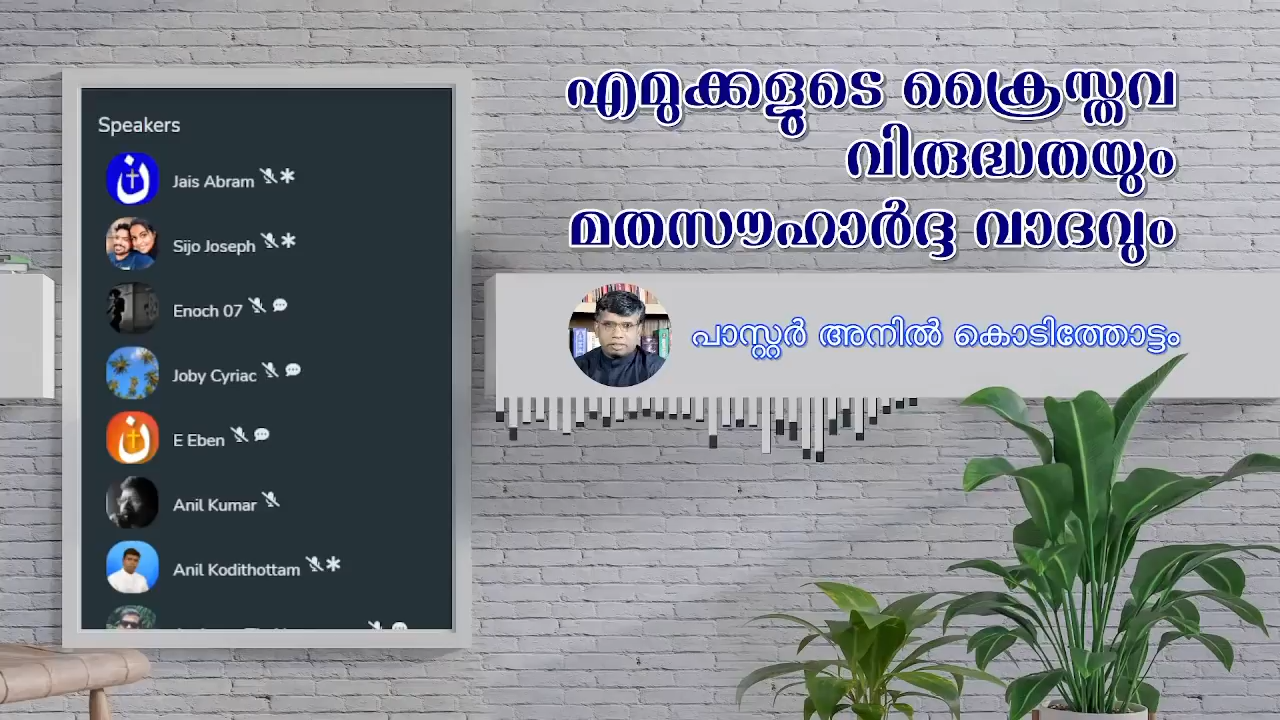 Speakers
Jais Abram
Sijo Joseph
Enoch 07
Joby Cyriac
E Eben
Anil Kumar
Anil Kodithottam
എമുക്കളുടെ ക്രൈസ്തവ
വിരുദ്ധതയും
മതസൗഹാർദ്ദ വാദവും
പാസ്റ്റർ അനിൽ കൊടിത്തോട്ടം